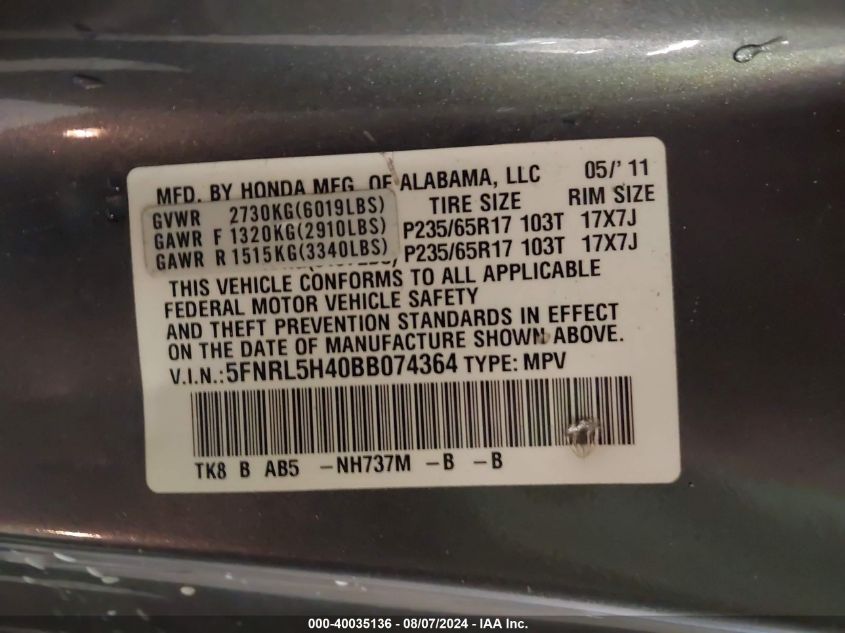 MFD. BY HONDA MFG. OF ALABAMA, LLC 05/' 11
GVWR 2730KG(6019LBS) TIRE SIZE RIM SIZE
GAWR F 1320KG(2910LBS) P235/65R17 103T 17X7J
GAWR R 1515KG(3340LBS) P235/65R17 103T 17X7J
THIS VEHICLE CONFORMS TO ALL APPLICABLE
FEDERAL MOTOR VEHICLE SAFETY
AND THEFT PREVENTION STANDARDS IN EFFECT
ON THE DATE OF MANUFACTURE SHOWN ABOVE.
V.I.N.: 5FNRL5H40BB074364 TYPE: MPV
TK8 B AB5 -NH737M -B -B
000-40035136 - 08/07/2024 - IAA Inc.